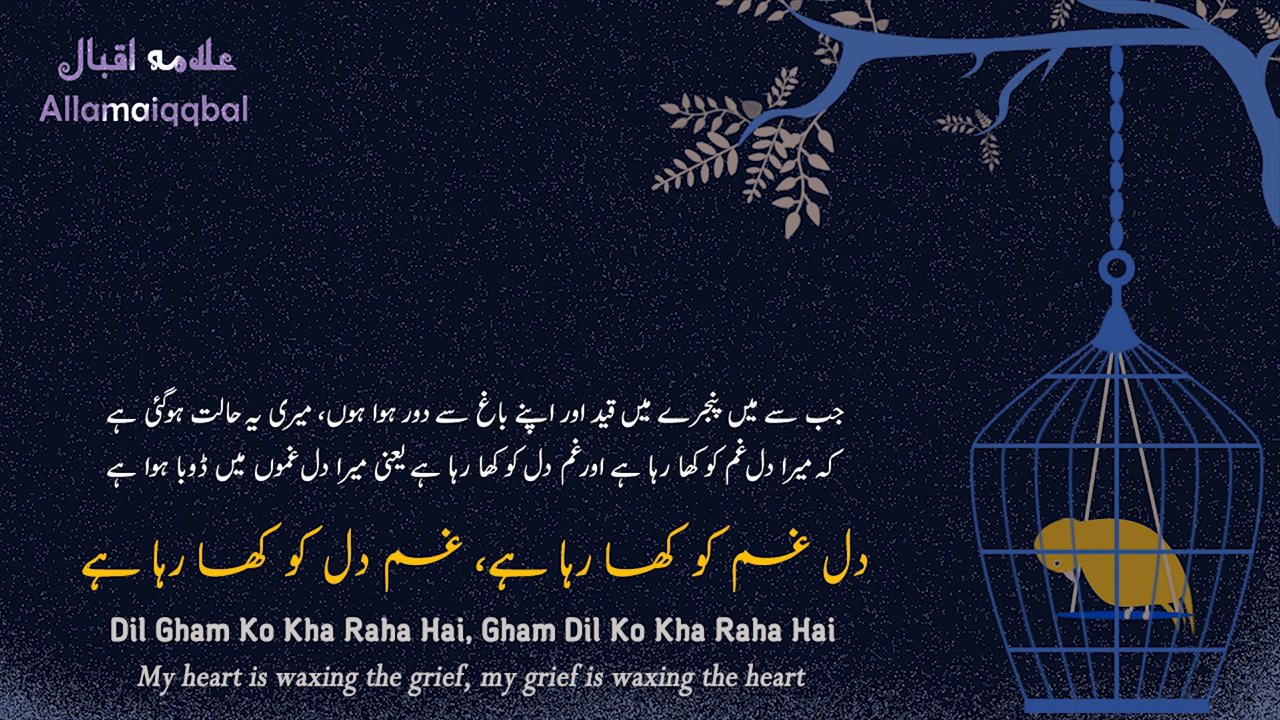 علامہ اقبال
Allamaiqqbal
جب سے میں پنجرے میں قید اور اپنے باغ سے دور ہوا ہوں، میری یہ حالت ہوگئی ہے
کہ میرا دل غم کو کھا رہا ہے اور غم دل کو کھا رہا ہے یعنی میرا دل غموں میں ڈوبا ہوا ہے
دل غم کو کھا رہا ہے، غم دل کو کھا رہا ہے
Dil Gham Ko Kha Raha Hai, Gham Dil Ko Kha Raha Hai
My heart is waxing the grief, my grief is waxing the heart